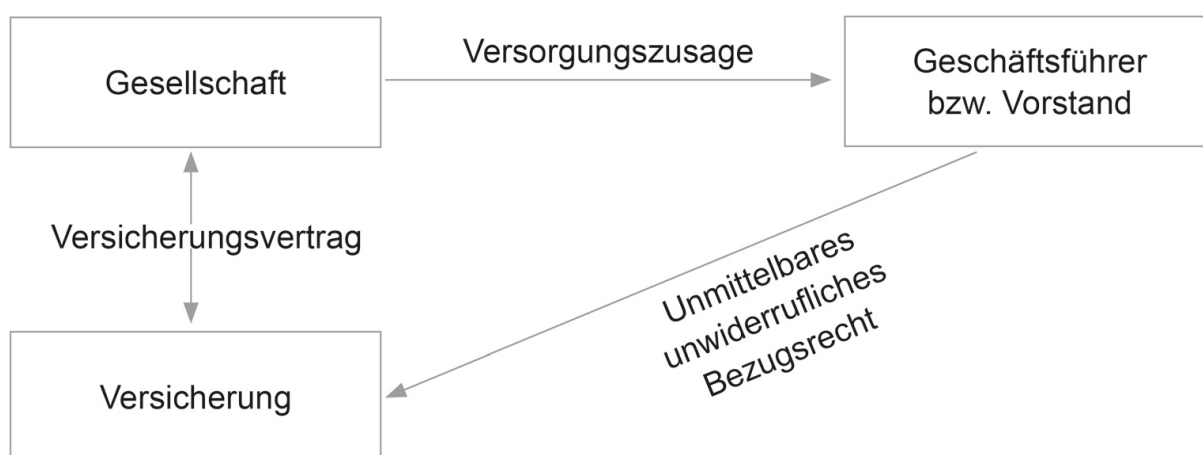 Versorgungszusage
Gesellschaft
Geschäftsführer
bzw. Vorstand
Versicherungsvertrag
Unmittelbares
unwiderrufliches
Bezugsrecht
Versicherung